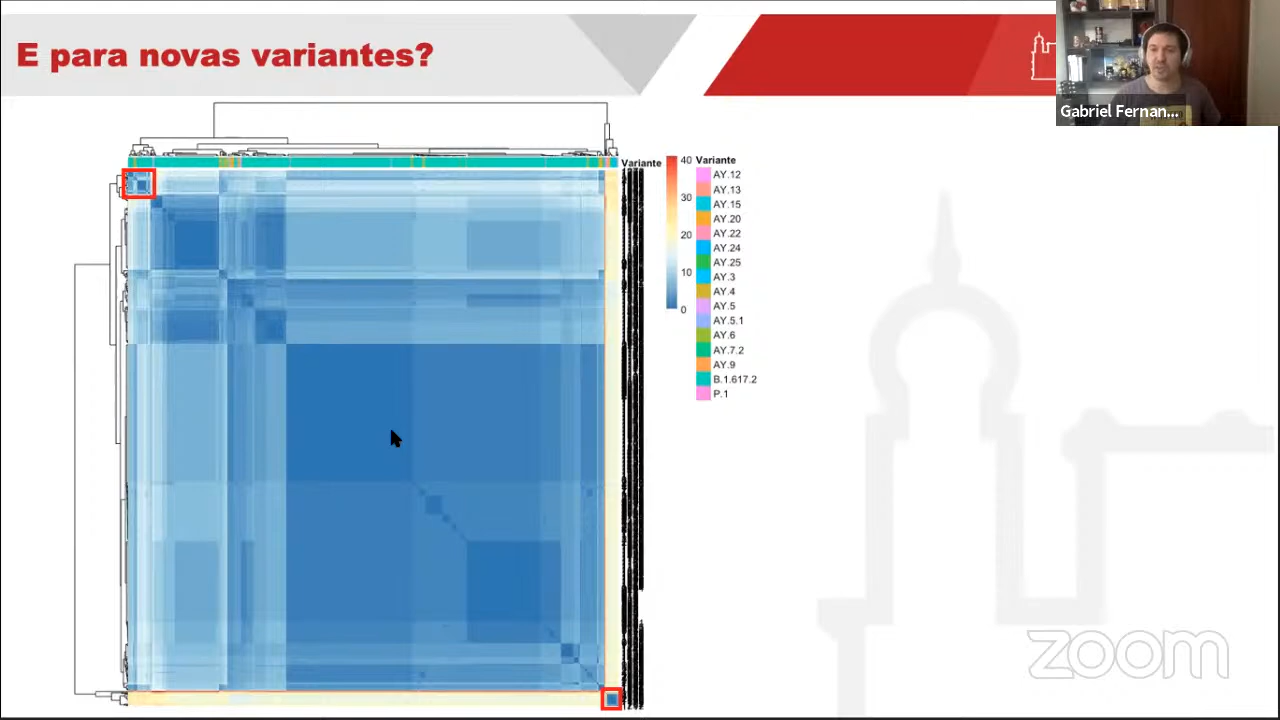 E para novas variantes?
Gabriel Fernan...
Variante
40
30
20
10
0
Variante
AY.12
AY.13
AY.15
AY.20
AY.22
AY.24
AY.25
AY.3
AY.4
AY.5
AY.5.1
AY.6
AY.7.2
AY.9
B.1.617.2
P.1
zoom